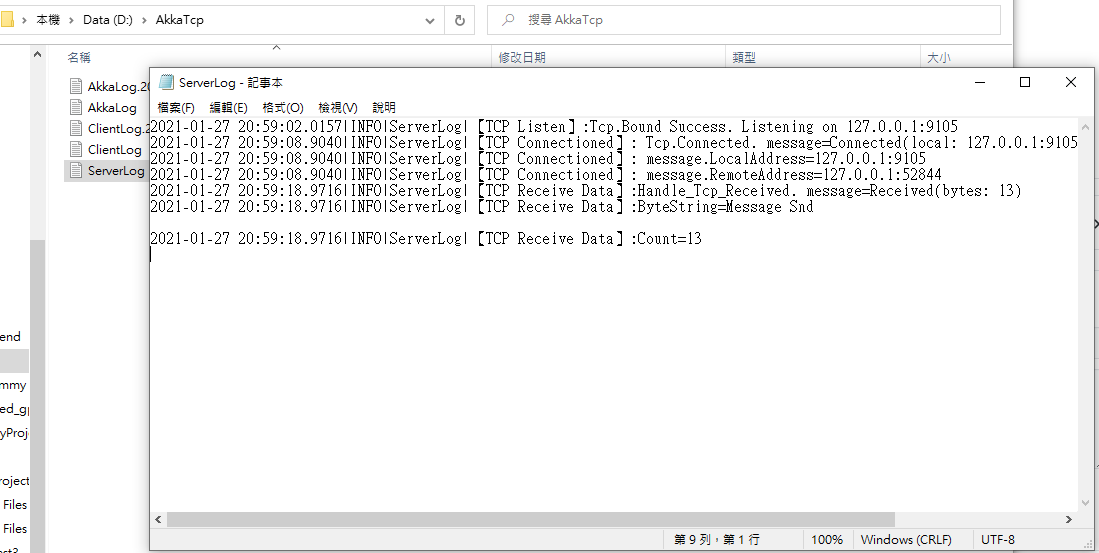 本機 > Data (D:) > AkkaTcp
搜尋 AkkaTcp
名稱
修改日期
類型
大小
AkkaLog.20
AkkaLog
ClientLog.2
ClientLog
ServerLog
end
mmy
ed_gp
yProj
roject
Files
Files
est3
ServerLog - 記事本
檔案(F) 編輯(E) 格式(O) 檢視(V) 說明
2021-01-27 20:59:02.0157|INFO|ServerLog|【TCP Listen】:Tcp.Bound Success. Listening on 127.0.0.1:9105
2021-01-27 20:59:08.9040|INFO|ServerLog|【TCP Connectioned】: Tcp.Connected. message=Connected(local: 127.0.0.1:9105
2021-01-27 20:59:08.9040|INFO|ServerLog|【TCP Connectioned】: message.LocalAddress=127.0.0.1:9105
2021-01-27 20:59:08.9040|INFO|ServerLog|【TCP Connectioned】: message.RemoteAddress=127.0.0.1:52844
2021-01-27 20:59:18.9716|INFO|ServerLog|【TCP Receive Data】:Handle_Tcp_Received. message=Received(bytes: 13)
2021-01-27 20:59:18.9716|INFO|ServerLog|【TCP Receive Data】:ByteString=Message Snd
2021-01-27 20:59:18.9716|INFO|ServerLog|【TCP Receive Data】:Count=13
第 9 列，第 1 行
100%
Windows (CRLF)
UTF-8